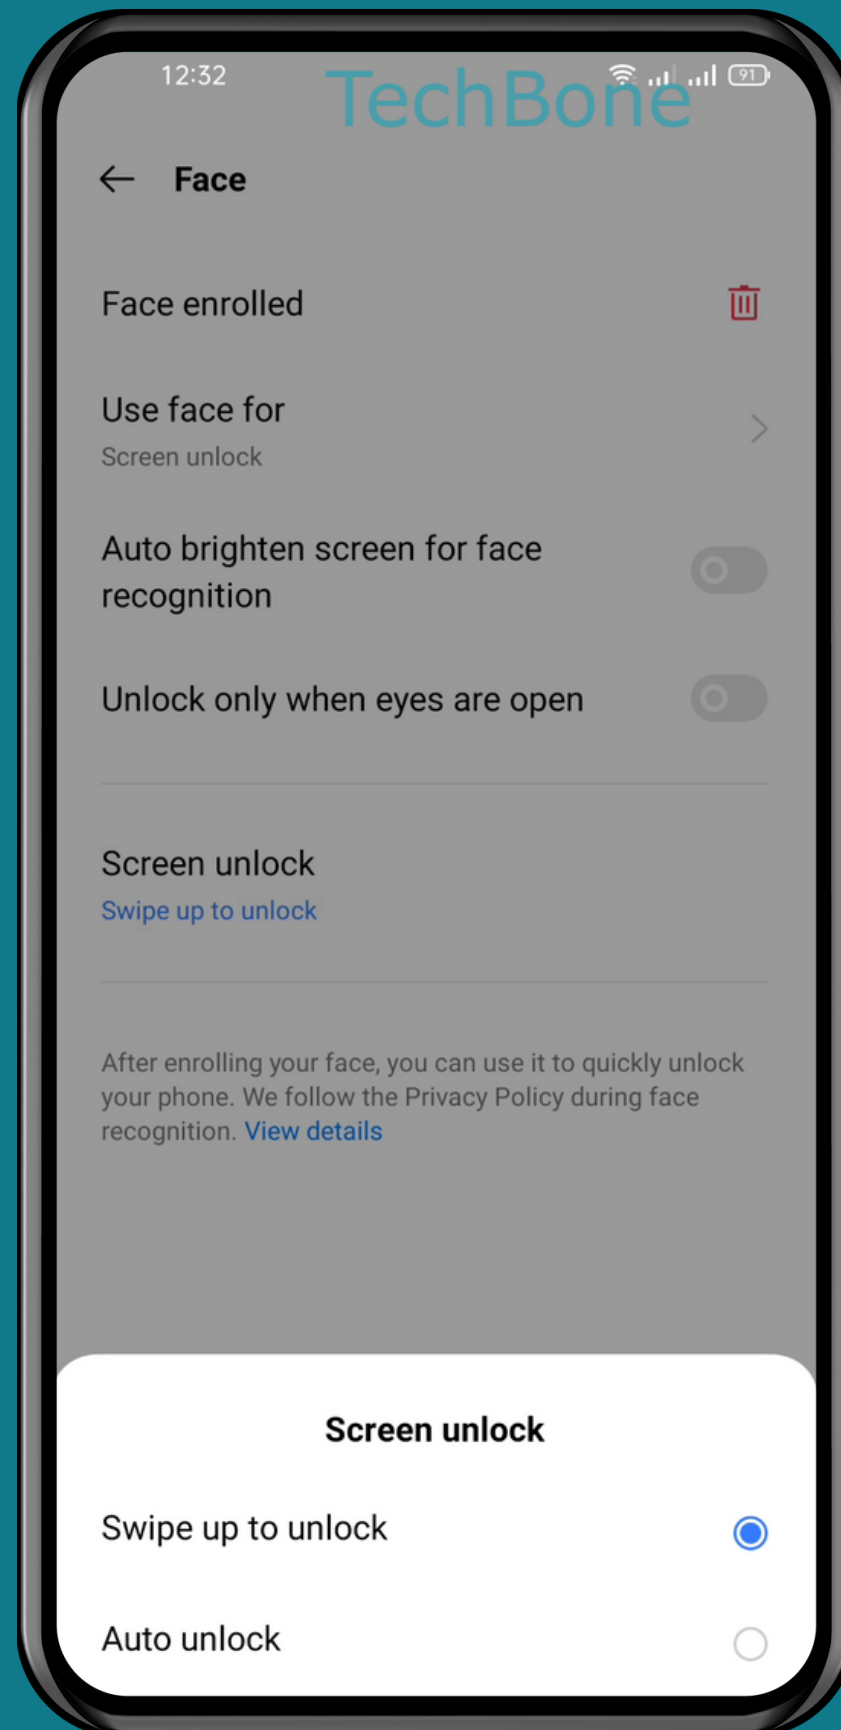 12:32
TechBone
91
Face
Face enrolled
Use face for
Screen unlock
Auto brighten screen for face
recognition
Unlock only when eyes are open
Screen unlock
Swipe up to unlock
After enrolling your face, you can use it to quickly unlock
your phone. We follow the Privacy Policy during face
recognition. View details
Screen unlock
Swipe up to unlock
Auto unlock